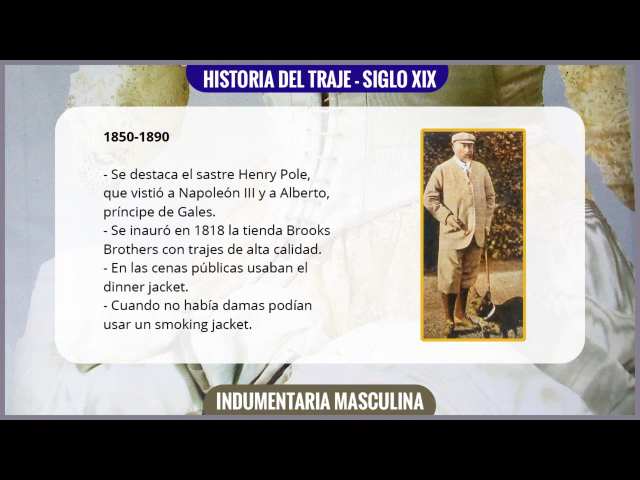 HISTORIA DEL TRAJE - SIGLO XIX
1850-1890
- Se destaca el sastre Henry Pole,
que vistió a Napoleón III y a Alberto,
príncipe de Gales.
- Se inauró en 1818 la tienda Brooks
Brothers con trajes de alta calidad.
- En las cenas públicas usaban el
dinner jacket.
- Cuando no había damas podían
usar un smoking jacket.
INDUMENTARIA MASCULINA